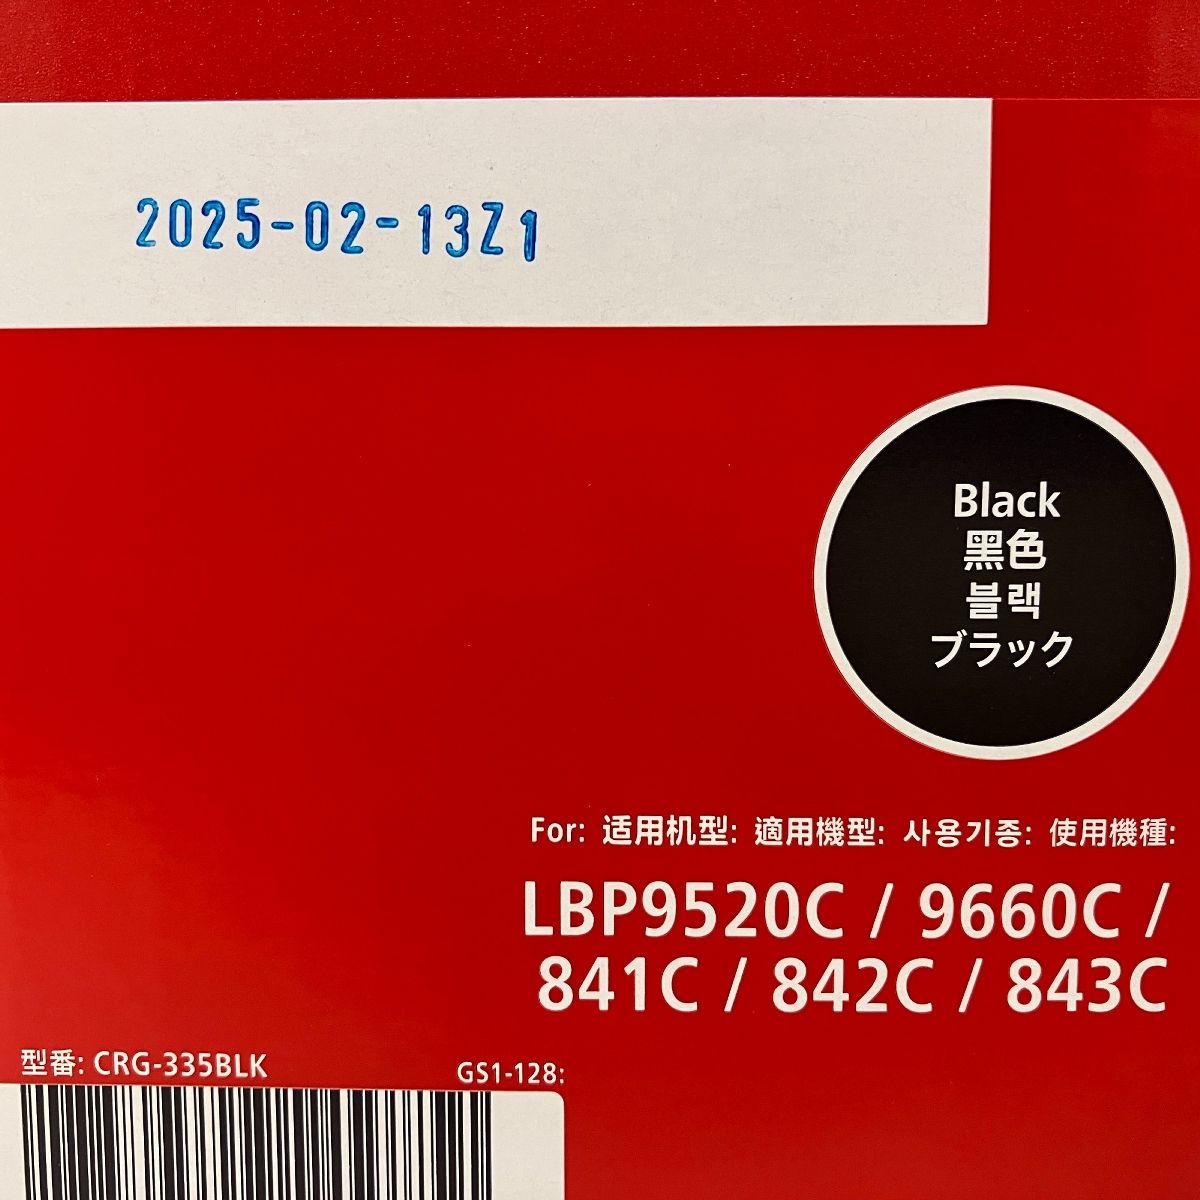 2025-02-13Z1
Black
黑色
블랙
ブラック
For: 适用机型: 適用機型: 사용기종: 使用機種:
LBP9520C / 9660C /
841C / 842C / 843C
型番: CRG-335BLK
GS1-128: